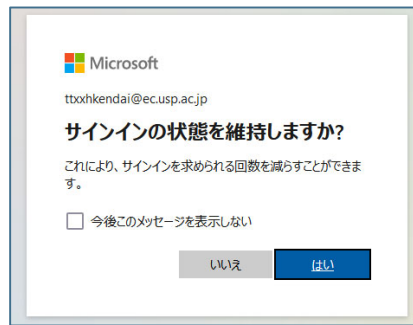 Microsoft
ttxxhkendai@ec.usp.ac.jp
サインインの状態を維持しますか?
これにより、サインインを求められる回数を減らすことができま
す。
今後このメッセージを表示しない
いいえ
はい